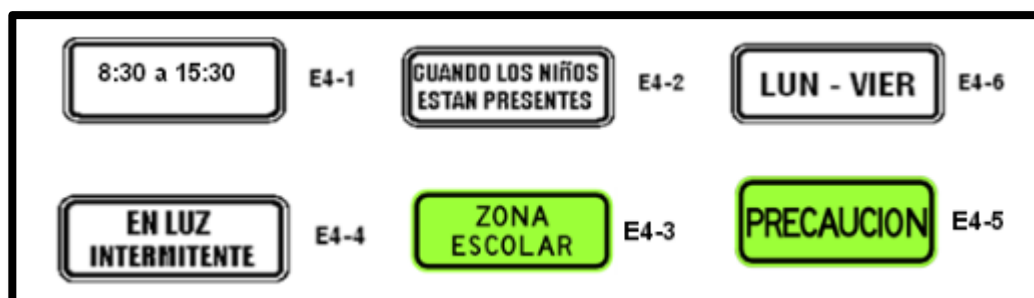 8:30 a 15:30
E4-1
CUANDO LOS NIñOS
ESTAN PRESENTES
E4-2
LUN - VIER
E4-6
EN LUZ
INTERMITENTE
E4-4
ZONA
ESCOLAR
E4-3
PRECAUCION
E4-5